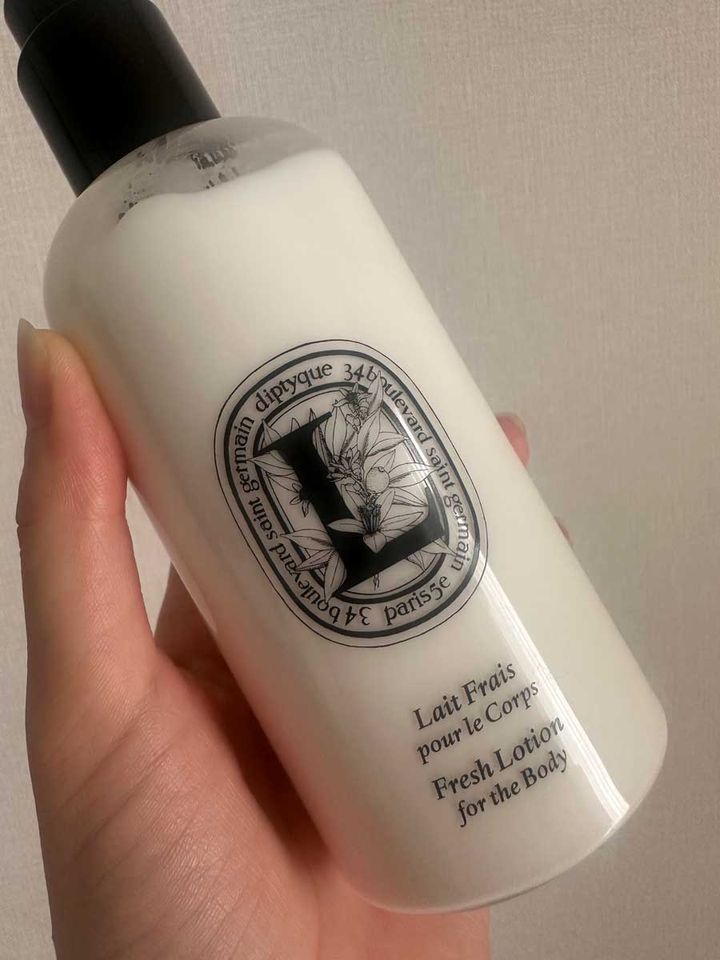 diptyque 34 boulevard saint germain paris5e 34 boulevard saint germain
L
Lait Frais
pour le Corps
Fresh Lotion
for the Body